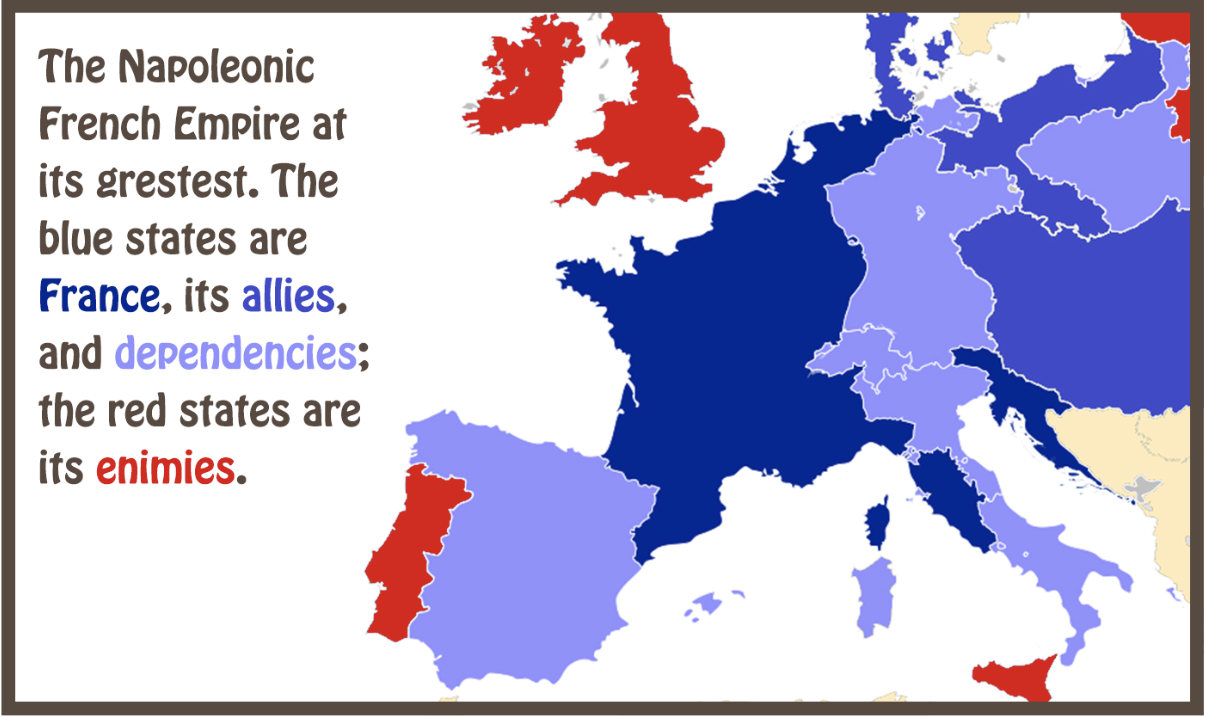 The Napoleonic
French Empire at
its grestest. The
blue states are
France, its allies,
and dependencies;
the red states are
its enimies.